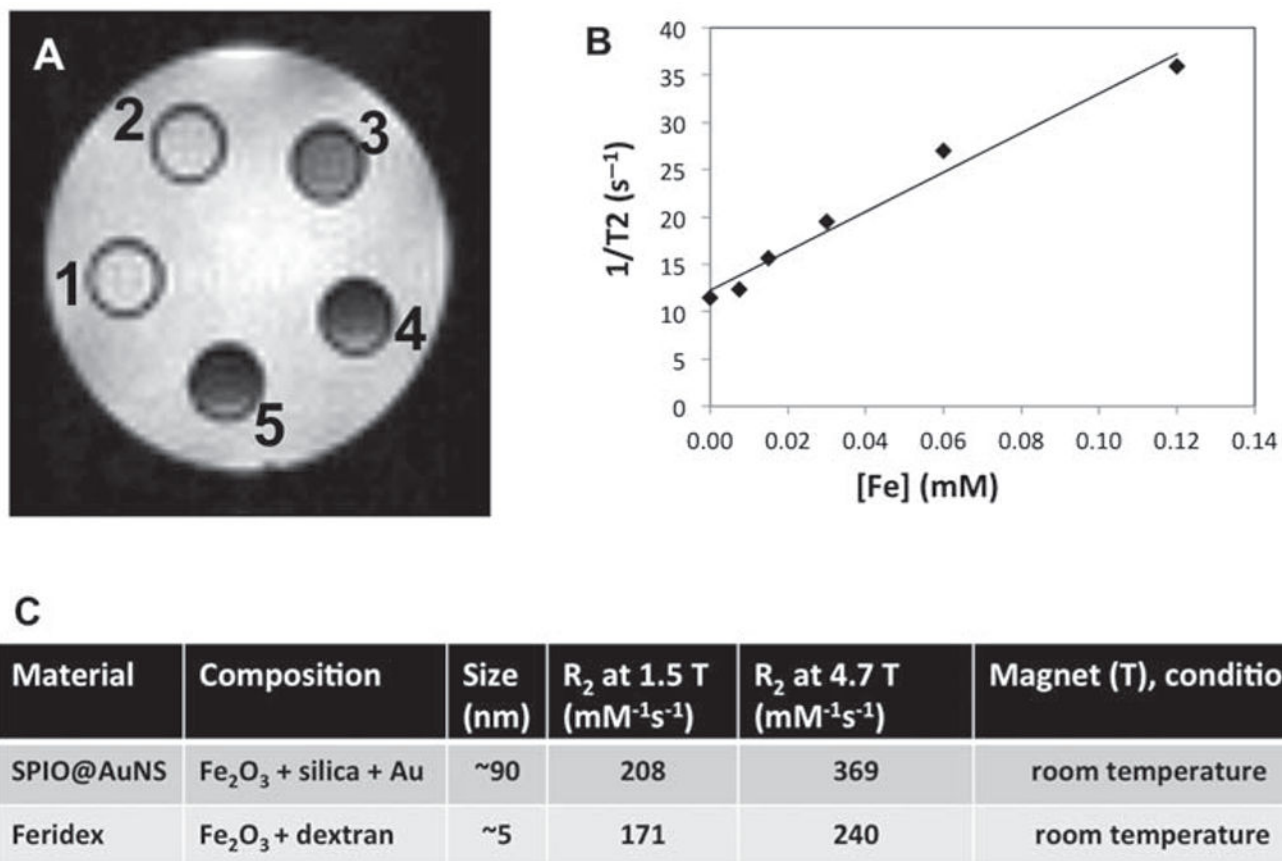 A
2
3
1
4
5
B
40
35
30
25
20
15
10
5
0
1/T2 (s⁻¹)
0.00 0.02 0.04 0.06 0.08 0.10 0.12 0.14
[Fe] (mM)
C
Material Composition Size (nm) R₂ at 1.5 T (mM⁻¹s⁻¹) R₂ at 4.7 T (mM⁻¹s⁻¹) Magnet (T), conditio
SPIO@AuNS Fe₂O₃ + silica + Au ~90 208 369 room temperature
Feridex Fe₂O₃ + dextran ~5 171 240 room temperature